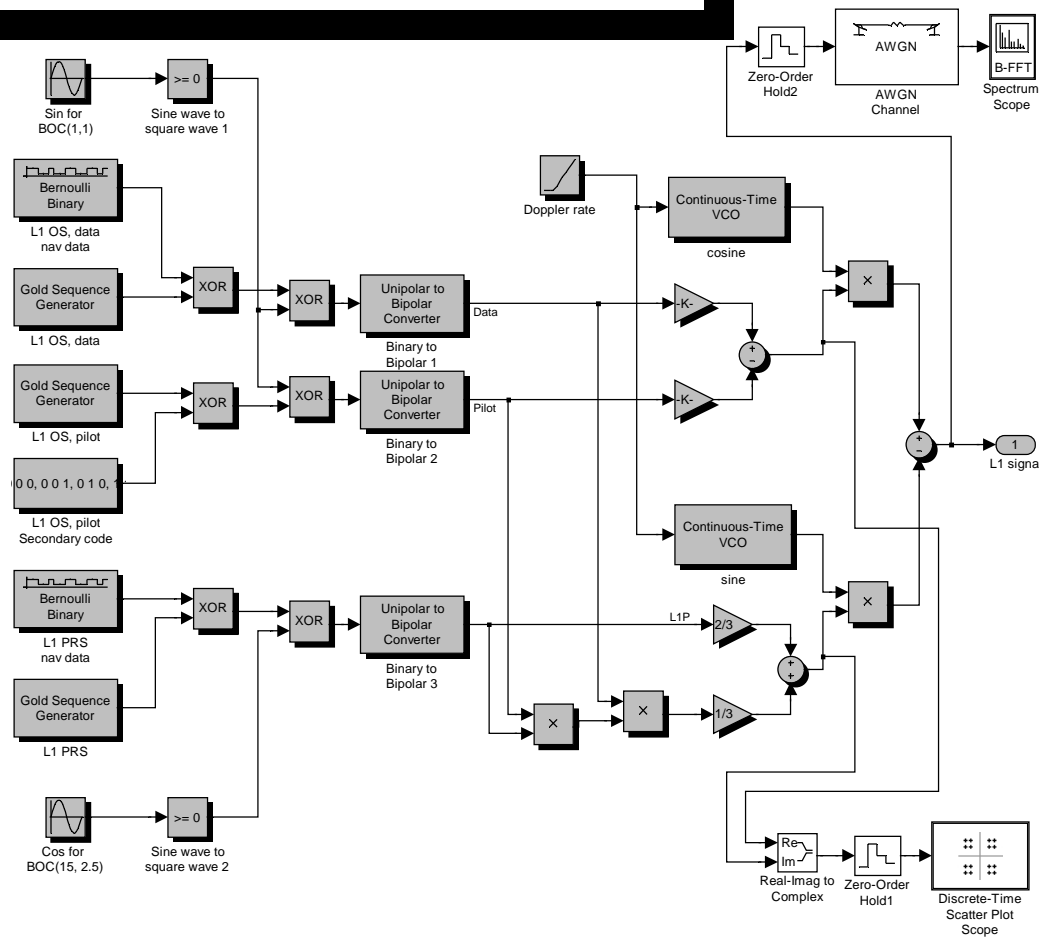 AWGN
B-FFT
Zero-Order
Hold2
AWGN
Channel
Spectrum
Scope
>= 0
Sin for
BOC(1,1)
Sine wave to
square wave 1
Bernoulli
Binary
L1 OS, data
nav data
Doppler rate
Continuous-Time
VCO
cosine
Gold Sequence
Generator
L1 OS, data
XOR
XOR
Unipolar to
Bipolar
Converter
Data
Binary to
Bipolar 1
-K-
×
+
−
Gold Sequence
Generator
L1 OS, pilot
XOR
XOR
Unipolar to
Bipolar
Converter
Pilot
Binary to
Bipolar 2
-K-
+
−
1
L1 signa
0 0, 0 0 1, 0 1 0,
L1 OS, pilot
Secondary code
Continuous-Time
VCO
sine
Bernoulli
Binary
L1 PRS
nav data
XOR
XOR
Unipolar to
Bipolar
Converter
Binary to
Bipolar 3
L1P
2/3
×
+
+
Gold Sequence
Generator
L1 PRS
×
×
1/3
>= 0
Cos for
BOC(15, 2.5)
Sine wave to
square wave 2
Re
Im
Real-Imag to
Complex
Zero-Order
Hold1
Discrete-Time
Scatter Plot
Scope